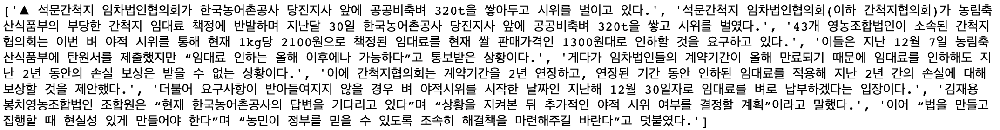 ['▲ 석문간척지 임차법인협의회가 한국농어촌공사 당진지사 앞에 공공비축벼 320t을 쌓아두고 시위를 벌이고 있다.', '석문간척지 임차법인협의회(이하 간척지협의회)가 농림축
산식품부의 부당한 간척지 임대료 책정에 반발하며 지난달 30일 한국농어촌공사 당진지사 앞에 공공비축벼 320t을 쌓고 시위를 벌였다.', '43개 영농조합법인이 소속된 간척지
협의회는 이번 벼 야적 시위를 통해 현재 1kg당 2100원으로 책정된 임대료를 현재 쌀 판매가격인 1300원대로 인하할 것을 요구하고 있다.', '이들은 지난 12월 7일 농림축
산식품부에 탄원서를 제출했지만 “임대료 인하는 올해 이후에나 가능하다”고 통보받은 상황이다.', '게다가 임차법인들의 계약기간이 올해 만료되기 때문에 임대료를 인하해도 지
난 2년 동안의 손실 보상은 받을 수 없는 상황이다.', '이에 간척지협의회는 계약기간을 2년 연장하고, 연장된 기간 동안 인하된 임대료를 적용해 지난 2년 간의 손실에 대해
보상할 것을 제안했다.', '더불어 요구사항이 받아들여지지 않을 경우 벼 야적시위를 시작한 날짜인 지난해 12월 30일자로 임대료를 벼로 납부하겠다는 입장이다.', '김재용
봉치영농조합법인 조합원은 “현재 한국농어촌공사의 답변을 기다리고 있다”며 “상황을 지켜본 뒤 추가적인 야적 시위 여부를 결정할 계획”이라고 말했다.', '이어 “법을 만들고
집행할 때 현실성 있게 만들어야 한다”며 “농민이 정부를 믿을 수 있도록 조속히 해결책을 마련해주길 바란다”고 덧붙였다.']